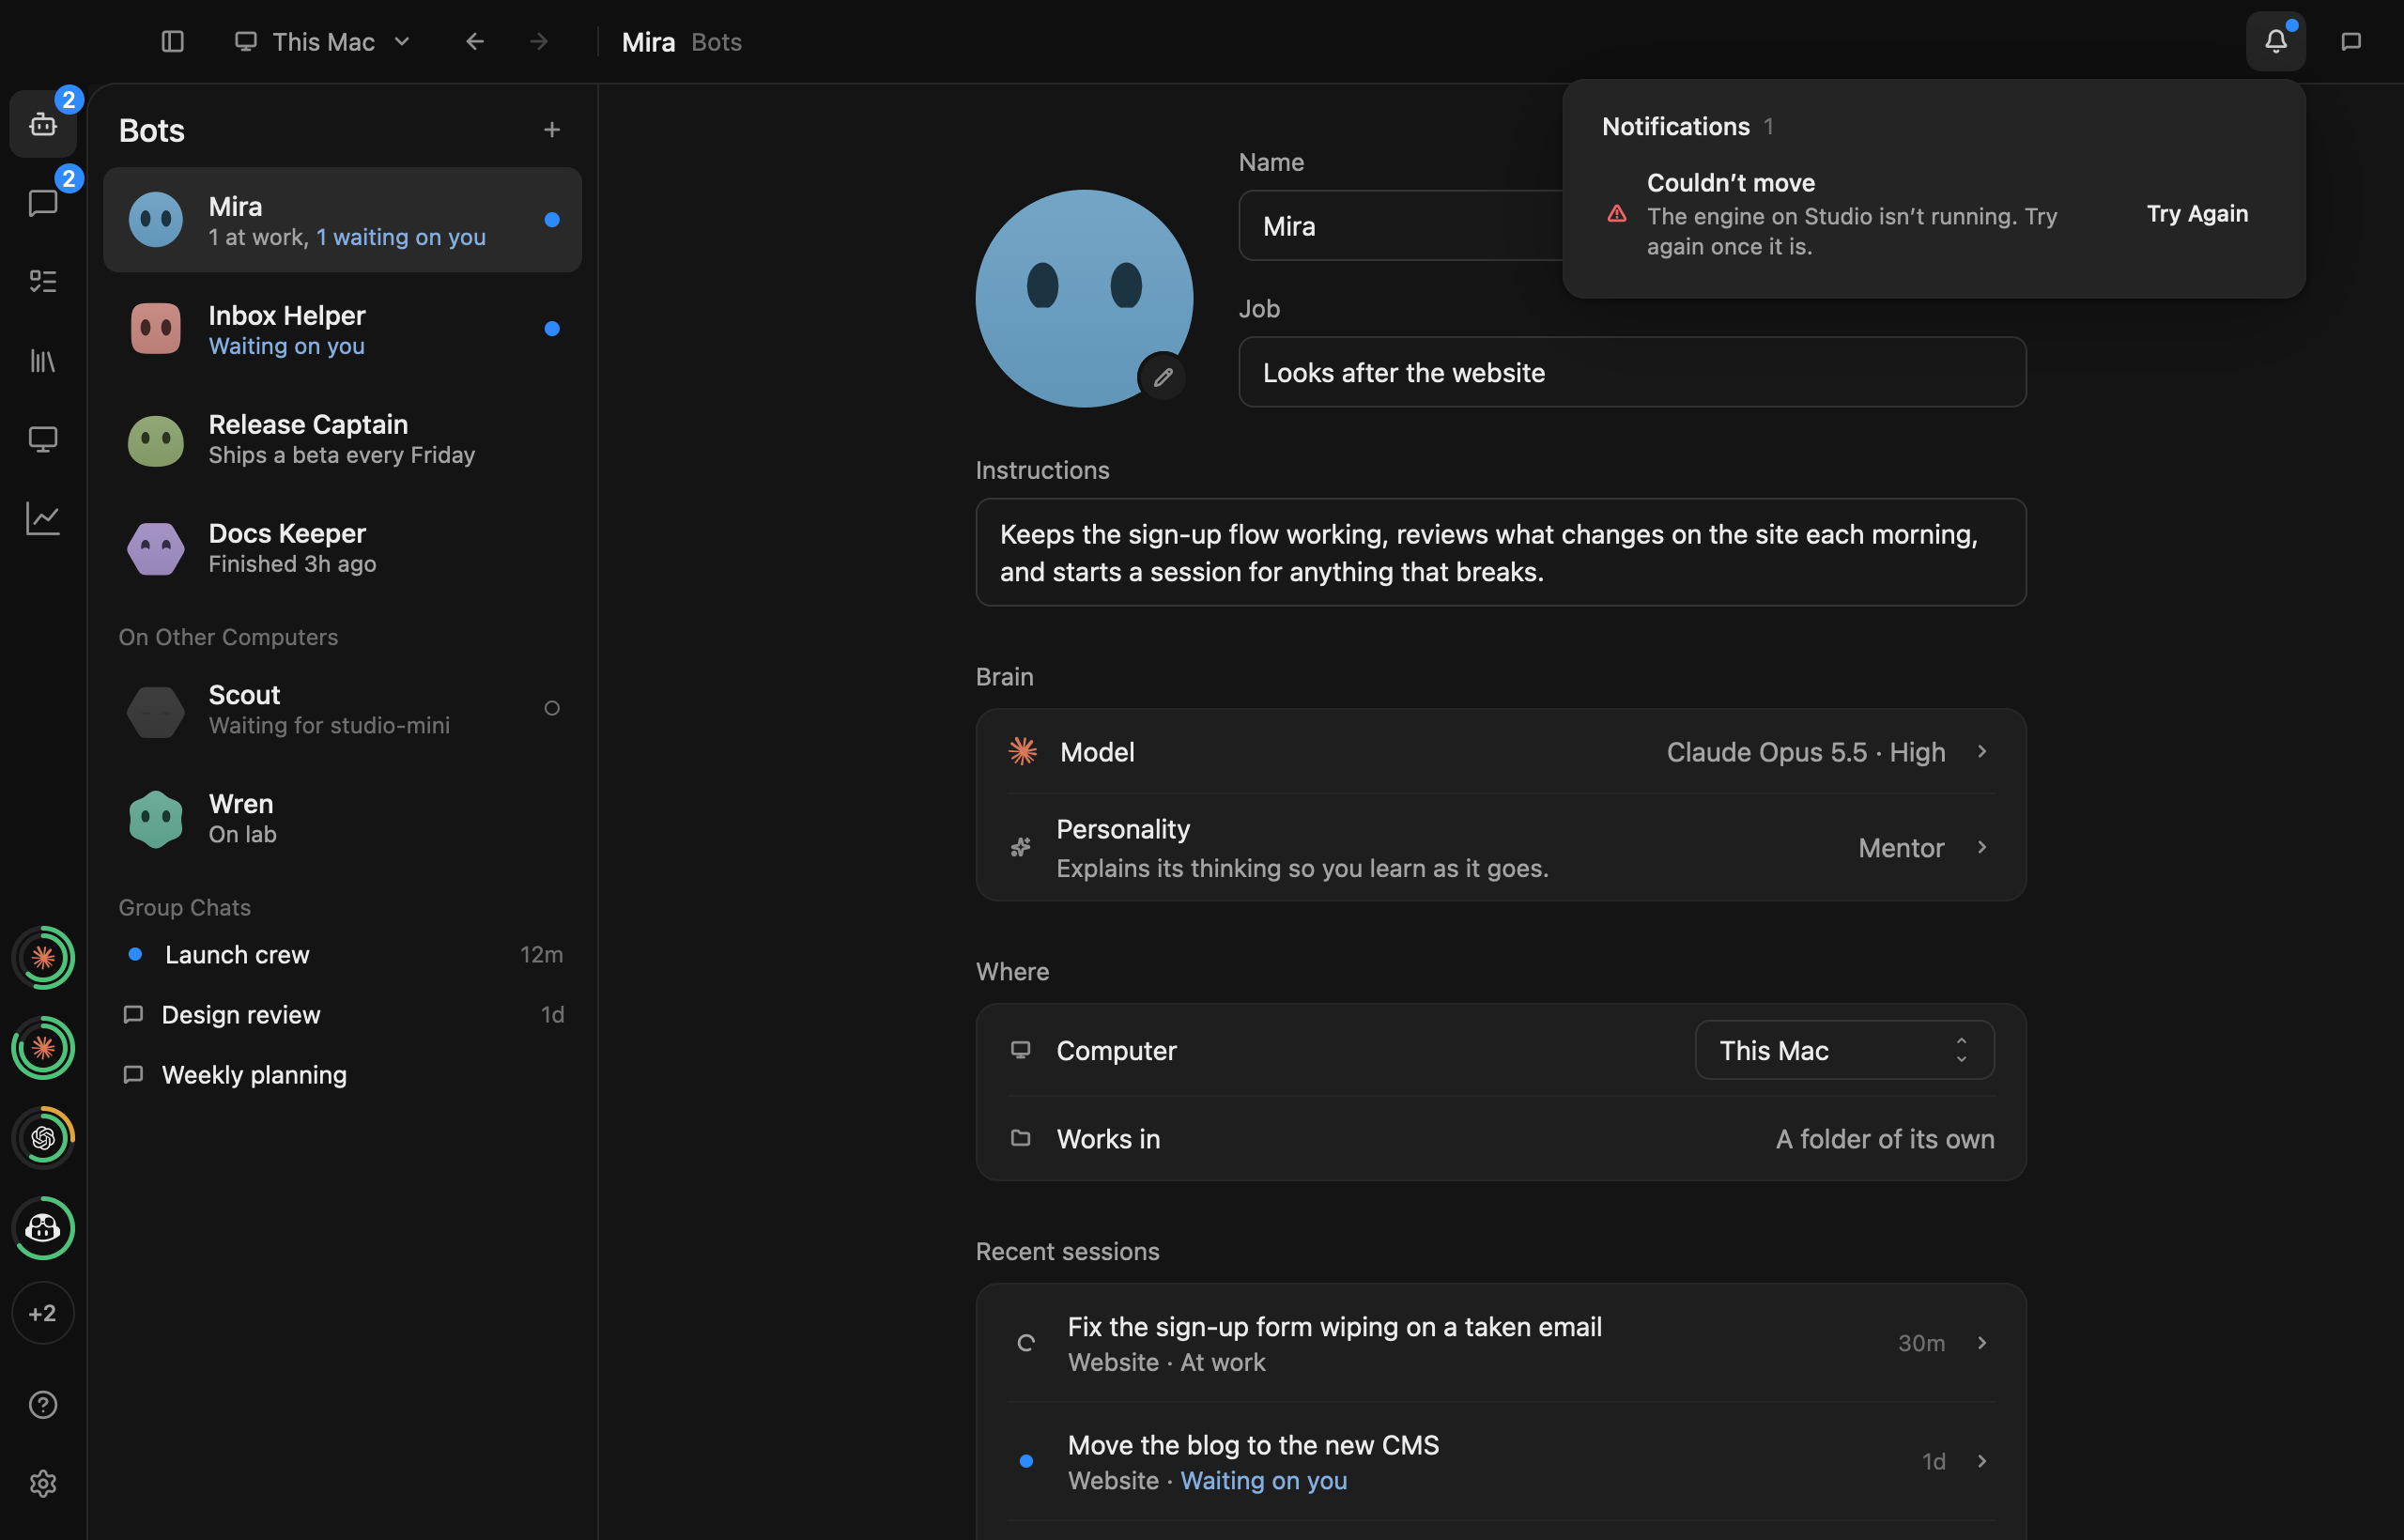 This Mac
Mira Bots
2
2
Bots
Mira
1 at work, 1 waiting on you
Inbox Helper
Waiting on you
Release Captain
Ships a beta every Friday
Docs Keeper
Finished 3h ago
On Other Computers
Scout
Waiting for studio-mini
Wren
On lab
Group Chats
Launch crew 12m
Design review 1d
Weekly planning
+2
Notifications 1
Couldn’t move
The engine on Studio isn’t running. Try
again once it is.
Try Again
Name
Mira
Job
Looks after the website
Instructions
Keeps the sign-up flow working, reviews what changes on the site each morning,
and starts a session for anything that breaks.
Brain
Model Claude Opus 5.5 · High
Personality
Explains its thinking so you learn as it goes.
Mentor
Where
Computer This Mac
Works in A folder of its own
Recent sessions
Fix the sign-up form wiping on a taken email
Website · At work
30m
Move the blog to the new CMS
Website · Waiting on you
1d